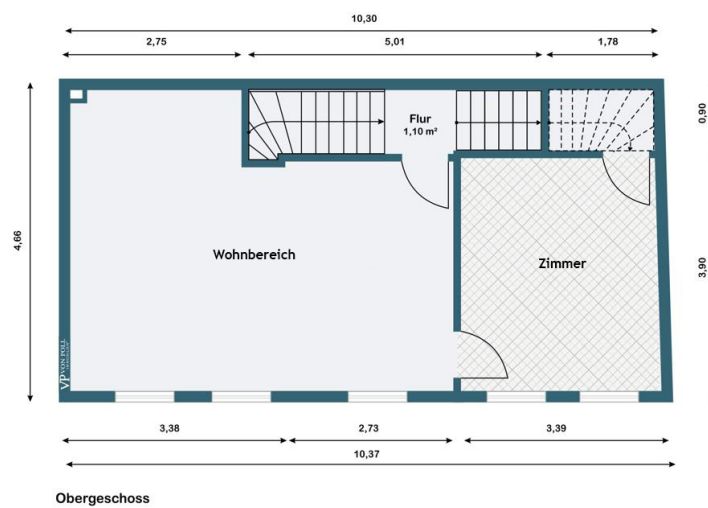 10,30
2,75
5,01
1,78
Flur
1,10 m²
0,90
4,66
Wohnbereich
Zimmer
3,90
VP VON POLL
IMMOBILIEN
3,38
2,73
3,39
10,37
Obergeschoss